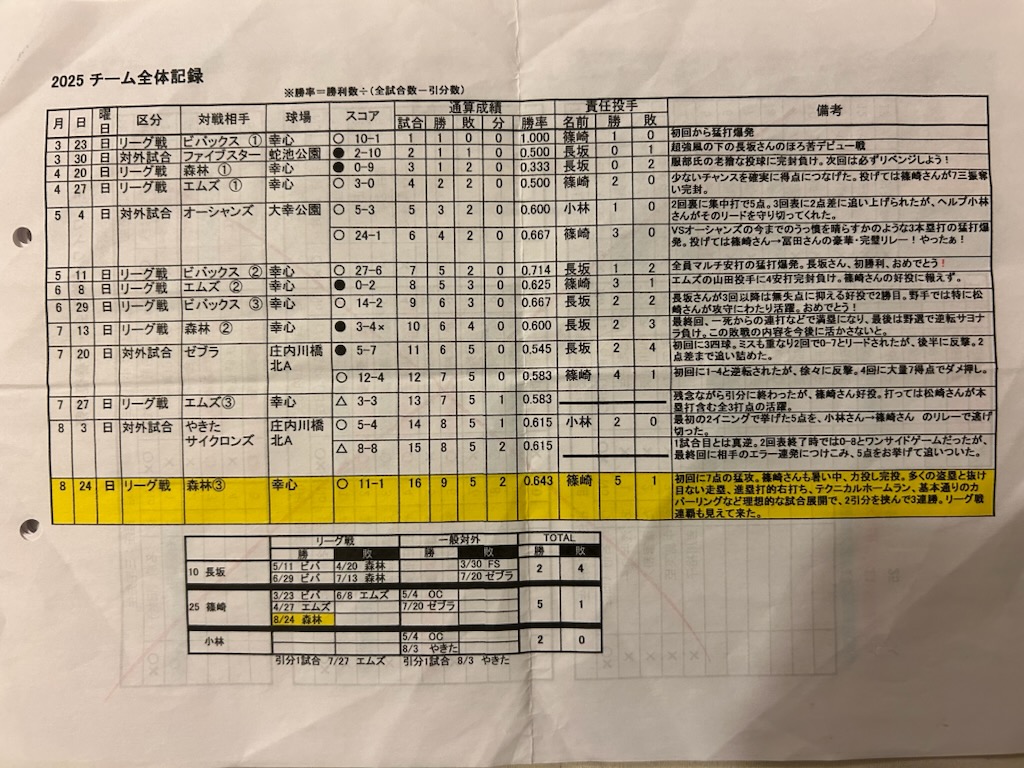 2025 チーム全体記録
※勝率=勝利数÷(全試合数－引分数)
月 日 曜日 区分 対戦相手 球場 スコア 通算成績 責任投手 備考
試合 勝 敗 分 勝率 名前 勝 敗
3 23 日 リーグ戦 ビバックス ① 幸心 ○ 10-1 1 1 0 0 1.000 篠崎 1 0 初回から猛打爆発
3 30 日 対外試合 ファイブスター 蛇池公園 ● 2-10 2 1 1 0 0.500 長坂 0 1 超強風の下の長坂さんのほろ苦デビュー戦
4 20 日 リーグ戦 森林 ① 幸心 ● 0-9 3 1 2 0 0.333 長坂 0 2 服部氏の老獪な投球に完封負け。次回は必ずリベンジしよう！
4 27 日 リーグ戦 エムズ ① 幸心 ○ 3-0 4 2 2 0 0.500 篠崎 2 0 少ないチャンスを確実に得点につなげた。投げては篠崎さんが7三振奪
い完封。
5 4 日 対外試合 オーシャンズ 大幸公園 ○ 5-3 5 3 2 0 0.600 小林 1 0 2回裏に集中打で5点。3回表に2点差に追い上げられたが、ヘルプ小林
さんがそのリードを守り切ってくれた。
○ 24-1 6 4 2 0 0.667 篠崎 3 0 VSオーシャンズの今までのうっ憤を晴らすかのような3本塁打の猛打爆
発。投げては篠崎さん→冨田さんの豪華・完璧リレー！やったぁ！
5 11 日 リーグ戦 ビバックス ② 幸心 ○ 27-6 7 5 2 0 0.714 長坂 1 2 全員マルチ安打の猛打爆発。長坂さん、初勝利、おめでとう！
6 8 日 リーグ戦 エムズ ② 幸心 ● 0-2 8 5 3 0 0.625 篠崎 3 1 エムズの山田投手に4安打完封負け。篠崎さんの好投に報えず。
6 29 日 リーグ戦 ビバックス ③ 幸心 ○ 14-2 9 6 3 0 0.667 長坂 2 2 長坂さんが3回以降は無失点に抑える好投で2勝目。野手では特に松
崎さんが攻守にわたり活躍。おめでとう！
7 13 日 リーグ戦 森林 ② 幸心 ● 3-4× 10 6 4 0 0.600 長坂 2 3 最終回、一死からの連打などで満塁になり、最後は野選で逆転サヨナ
ラ負け。この敗戦の内容を今後に活かさないと。
7 20 日 対外試合 ゼブラ 庄内川橋 ● 5-7 11 6 5 0 0.545 長坂 2 4 初回に3四球。ミスも重なり2回で0-7とリードされたが、後半に反撃。2
北A 点差まで追い詰めた。
○ 12-4 12 7 5 0 0.583 篠崎 4 1 初回に1-4と逆転されたが、徐々に反撃。4回に大量7得点でダメ押し。
7 27 日 リーグ戦 エムズ③ 幸心 △ 3-3 13 7 5 1 0.583 残念ながら引分に終わったが、篠崎さん好投。打っては松崎さんが本
塁打含む全3打点の活躍。
8 3 日 対外試合 やきた 庄内川橋 ○ 5-4 14 8 5 1 0.615 小林 2 0 最初の2イニングで挙げた5点を、小林さん→篠崎さん のリレーで逃げ
サイクロンズ 北A 切った。
△ 8-8 15 8 5 2 0.615 1試合目とは真逆。2回表終了時では0-8とワンサイドゲームだったが、
最終回に相手のエラー連発につけこみ、5点をお挙げて追いついた。
8 24 日 リーグ戦 森林③ 幸心 ○ 11-1 16 9 5 2 0.643 篠崎 5 1 初回に7点の猛攻。篠崎さんも暑い中、力投し完投。多くの盗塁と抜け
目ない走塁、進塁打的右打ち、テクニカルホームラン、基本通りのカ
バーリングなど理想的な試合展開で、2引分を挟んで3連勝。リーグ戦
連覇も見えて来た。
リーグ戦 一般対外 TOTAL
勝 敗 勝 敗 勝 敗
10 長坂 5/11 ビバ 4/20 森林 3/30 FS 2 4
6/29 ビバ 7/13 森林 7/20 ゼブラ
25 篠崎 3/23 ビバ 6/8 エムズ 5/4 OC 5 1
4/27 エムズ 7/20 ゼブラ
8/24 森林
小林 5/4 OC 2 0
8/3 やきた
引分1試合 7/27 エムズ 引分1試合 8/3 やきた